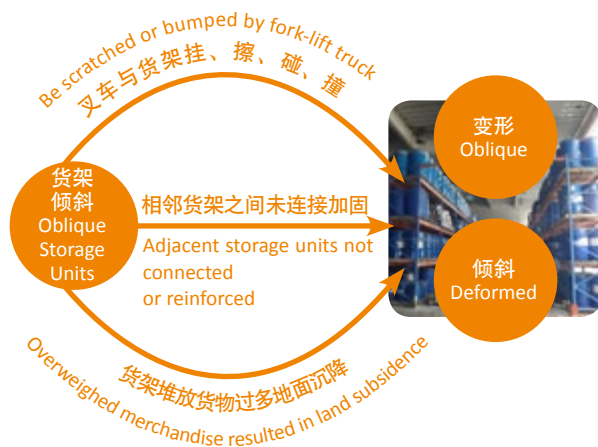 Be scratched or bumped by fork-lift truck
叉车与货架挂、擦、碰、撞
货架
倾斜
Oblique
Storage
Units
相邻货架之间未连接加固
Adjacent storage units not
connected
or reinforced
货架堆放货物过多地面沉降
Overweighed merchandise resulted in land subsidence
变形
Oblique
倾斜
Deformed